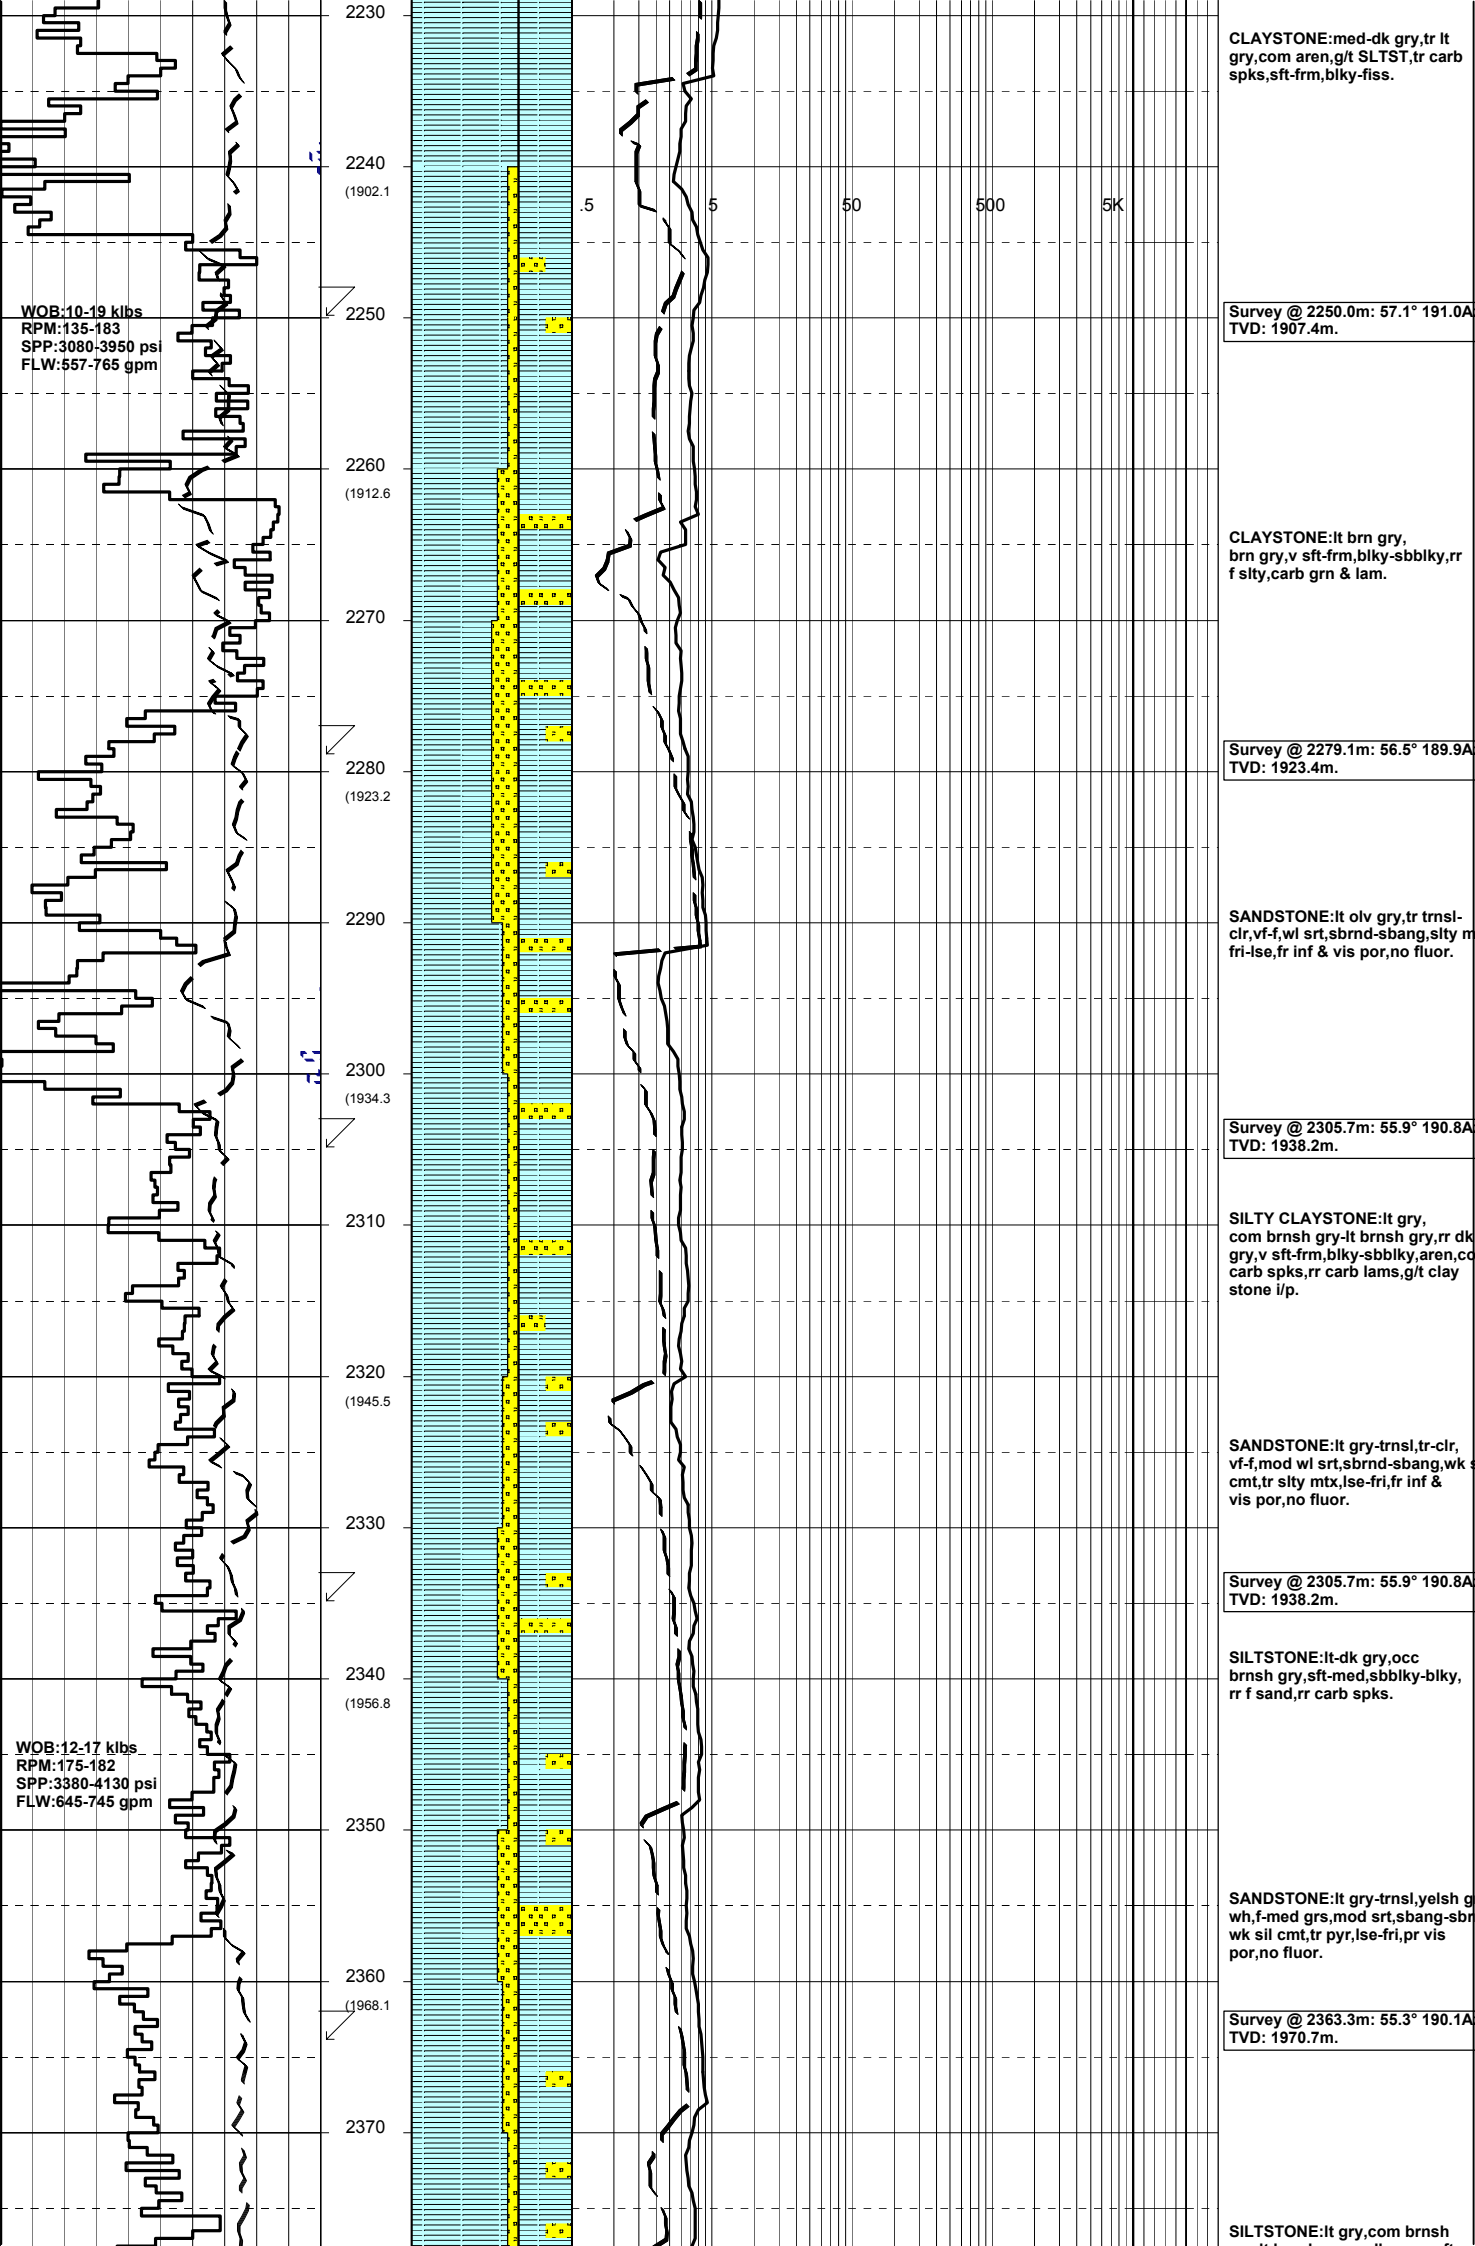 2230
CLAYSTONE:med-dk gry,tr lt
gry,com aren,g/t SLTST,tr carb
spks,sft-frm,blky-fiss.
2240
(1902.1
.5 5 50 500 5K
WOB:10-19 klbs
RPM:135-183
SPP:3080-3950 psi
FLW:557-765 gpm
2250
Survey @ 2250.0m: 57.1° 191.0A
TVD: 1907.4m.
2260
(1912.6
CLAYSTONE:lt brn gry,
brn gry,v sft-frm,blky-sbblky,rr
f slty,carb grn & lam.
2270
Survey @ 2279.1m: 56.5° 189.9A
TVD: 1923.4m.
2280
(1923.2
2290
SANDSTONE:lt olv gry,tr trnsl-
clr,vf-f,wl srt,sbrnd-sbang,slty m
fri-lse,fr inf & vis por,no fluor.
2300
(1934.3
Survey @ 2305.7m: 55.9° 190.8A
TVD: 1938.2m.
2310
SILTY CLAYSTONE:lt gry,
com brnsh gry-lt brnsh gry,rr dk
gry,v sft-frm,blky-sbblky,aren,co
carb spks,rr carb lams,g/t clay
stone i/p.
2320
(1945.5
SANDSTONE:lt gry-trnsl,tr-clr,
vf-f,mod wl srt,sbrnd-sbang,wk s
cmt,tr slty mtx,lse-fri,fr inf &
vis por,no fluor.
2330
Survey @ 2305.7m: 55.9° 190.8A
TVD: 1938.2m.
2340
(1956.8
SILTSTONE:lt-dk gry,occ
brnsh gry,sft-med,sbblky-blky,
rr f sand,rr carb spks.
WOB:12-17 klbs
RPM:175-182
SPP:3380-4130 psi
FLW:645-745 gpm
2350
SANDSTONE:lt gry-trnsl,yelsh g
wh,f-med grs,mod srt,sbang-sbr
wk sil cmt,tr pyr,lse-fri,pr vis
por,no fluor.
2360
(1968.1
Survey @ 2363.3m: 55.3° 190.1A
TVD: 1970.7m.
2370
SILTSTONE:lt gry,com brnsh